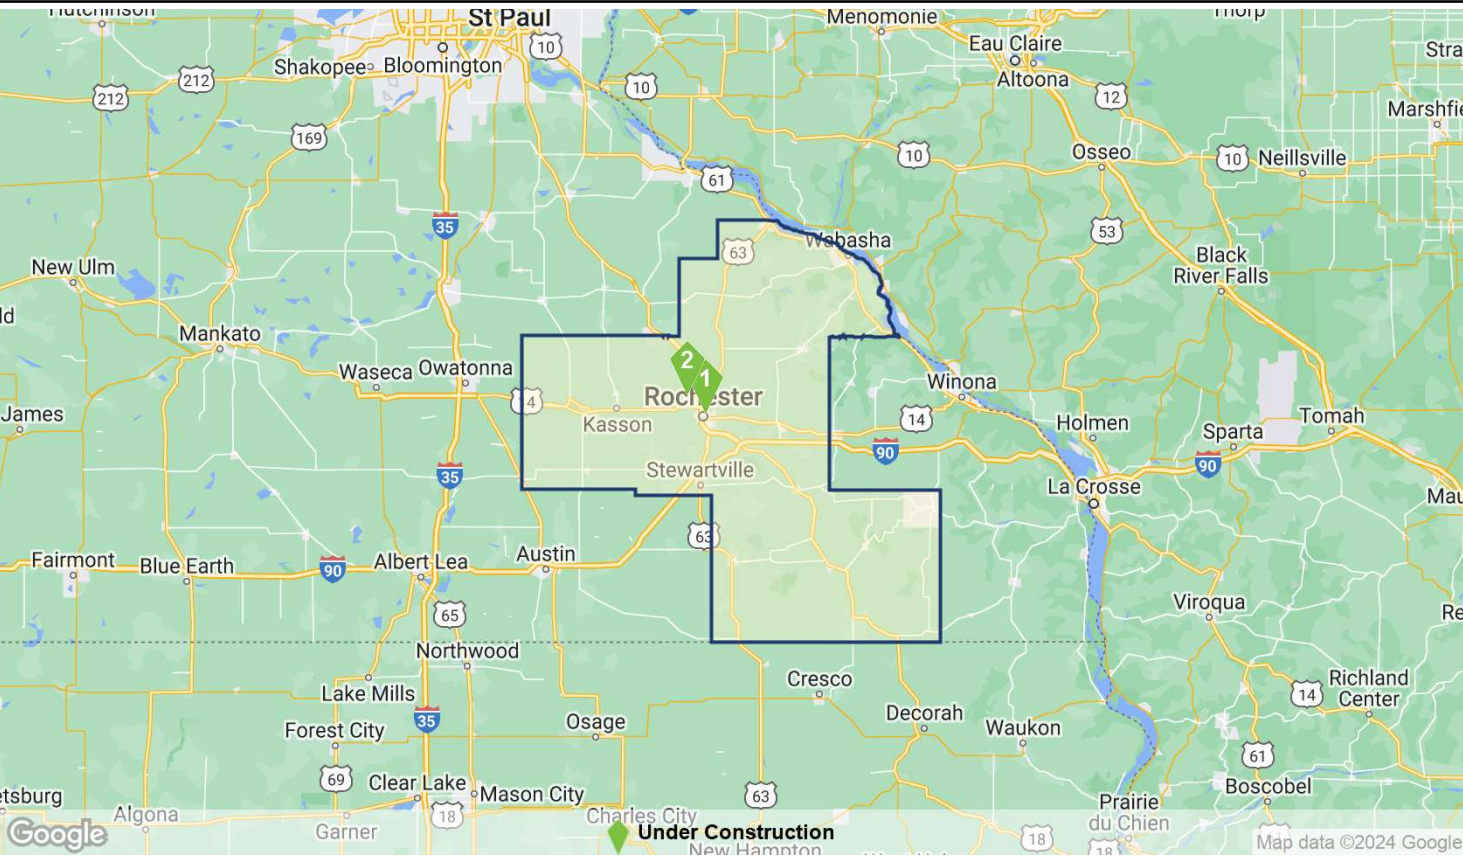 St Paul
Menomonie
10
Eau Claire
Stra
Shakopee
Bloomington
212
212
10
Altoona
12
Marshfie
169
10
Osseo
10
Neillsville
61
35
53
63
Wabasha
Black
River Falls
New Ulm
ld
Mankato
Waseca
Owatonna
2
1
Winona
Rochester
14
James
Kasson
14
Holmen
Tomah
Sparta
90
90
35
Stewartville
La Crosse
Mau
63
Fairmont
Blue Earth
90
Albert Lea
Austin
65
Viroqua
Re
Northwood
Cresco
Richland
Center
14
Lake Mills
35
Forest City
Osage
Decorah
Waukon
61
69
Clear Lake
Mason City
63
Boscobel
etsburg
Algona
18
Charles City
Prairie
du Chien
Google
Garner
Under Construction
New Hampton
18
18
Map data ©2024 Google